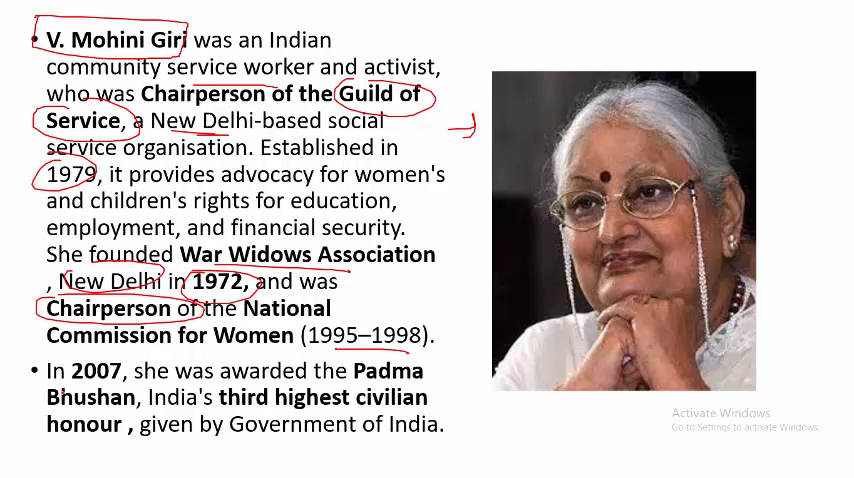 • V. Mohini Giri was an Indian
community service worker and activist,
who was Chairperson of the Guild of
Service, a New Delhi-based social
service organisation. Established in
1979, it provides advocacy for women's
and children's rights for education,
employment, and financial security.
She founded War Widows Association
, New Delhi in 1972, and was
Chairperson of the National
Commission for Women (1995–1998).
• In 2007, she was awarded the Padma
Bhushan, India's third highest civilian
honour , given by Government of India.
Activate Windows
Go to Settings to activate Windows.